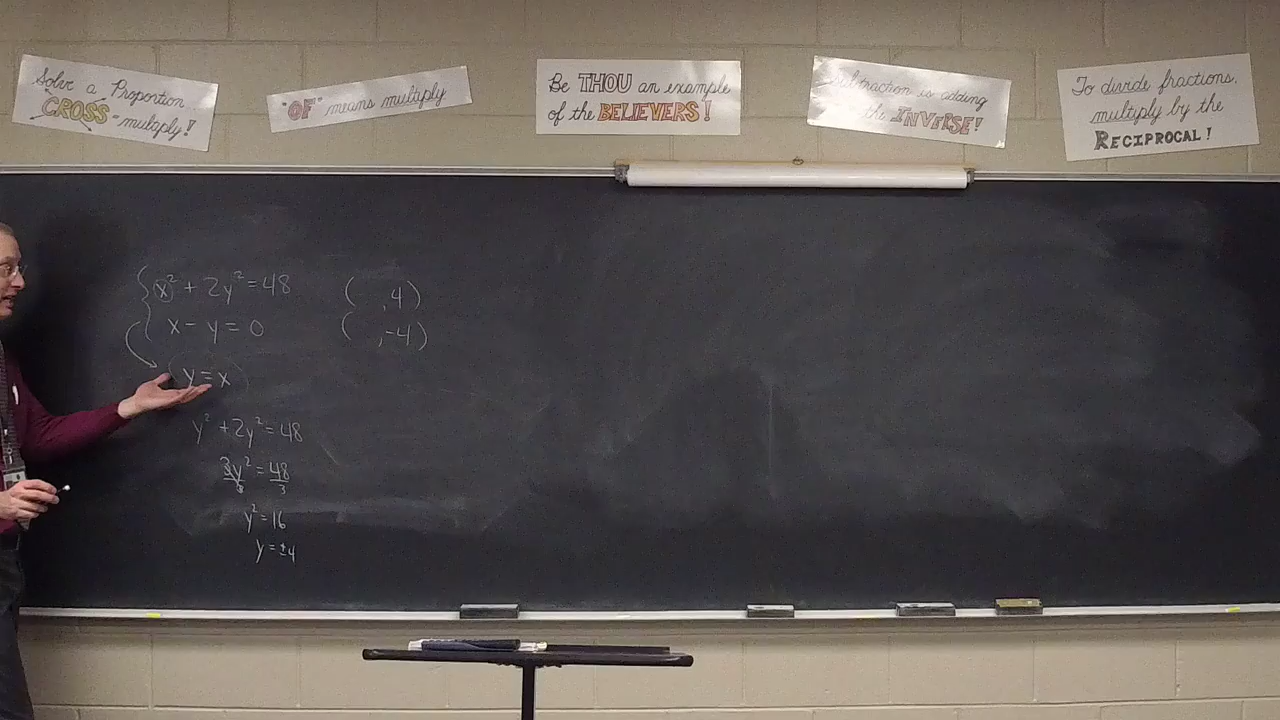 Solve a Proportion...
CROSS-multiply!
"OF" means multiply
Be THOU an example
of the BELIEVERS!
Subtraction is adding
the INVERSE!
To divide fractions,
multiply by the
RECIPROCAL!
x² + 2y² = 48
x - y = 0
y = x
y² + 2y² = 48
3y² = 48
3 3
y² = 16
y = ±4
( , 4)
( , -4)